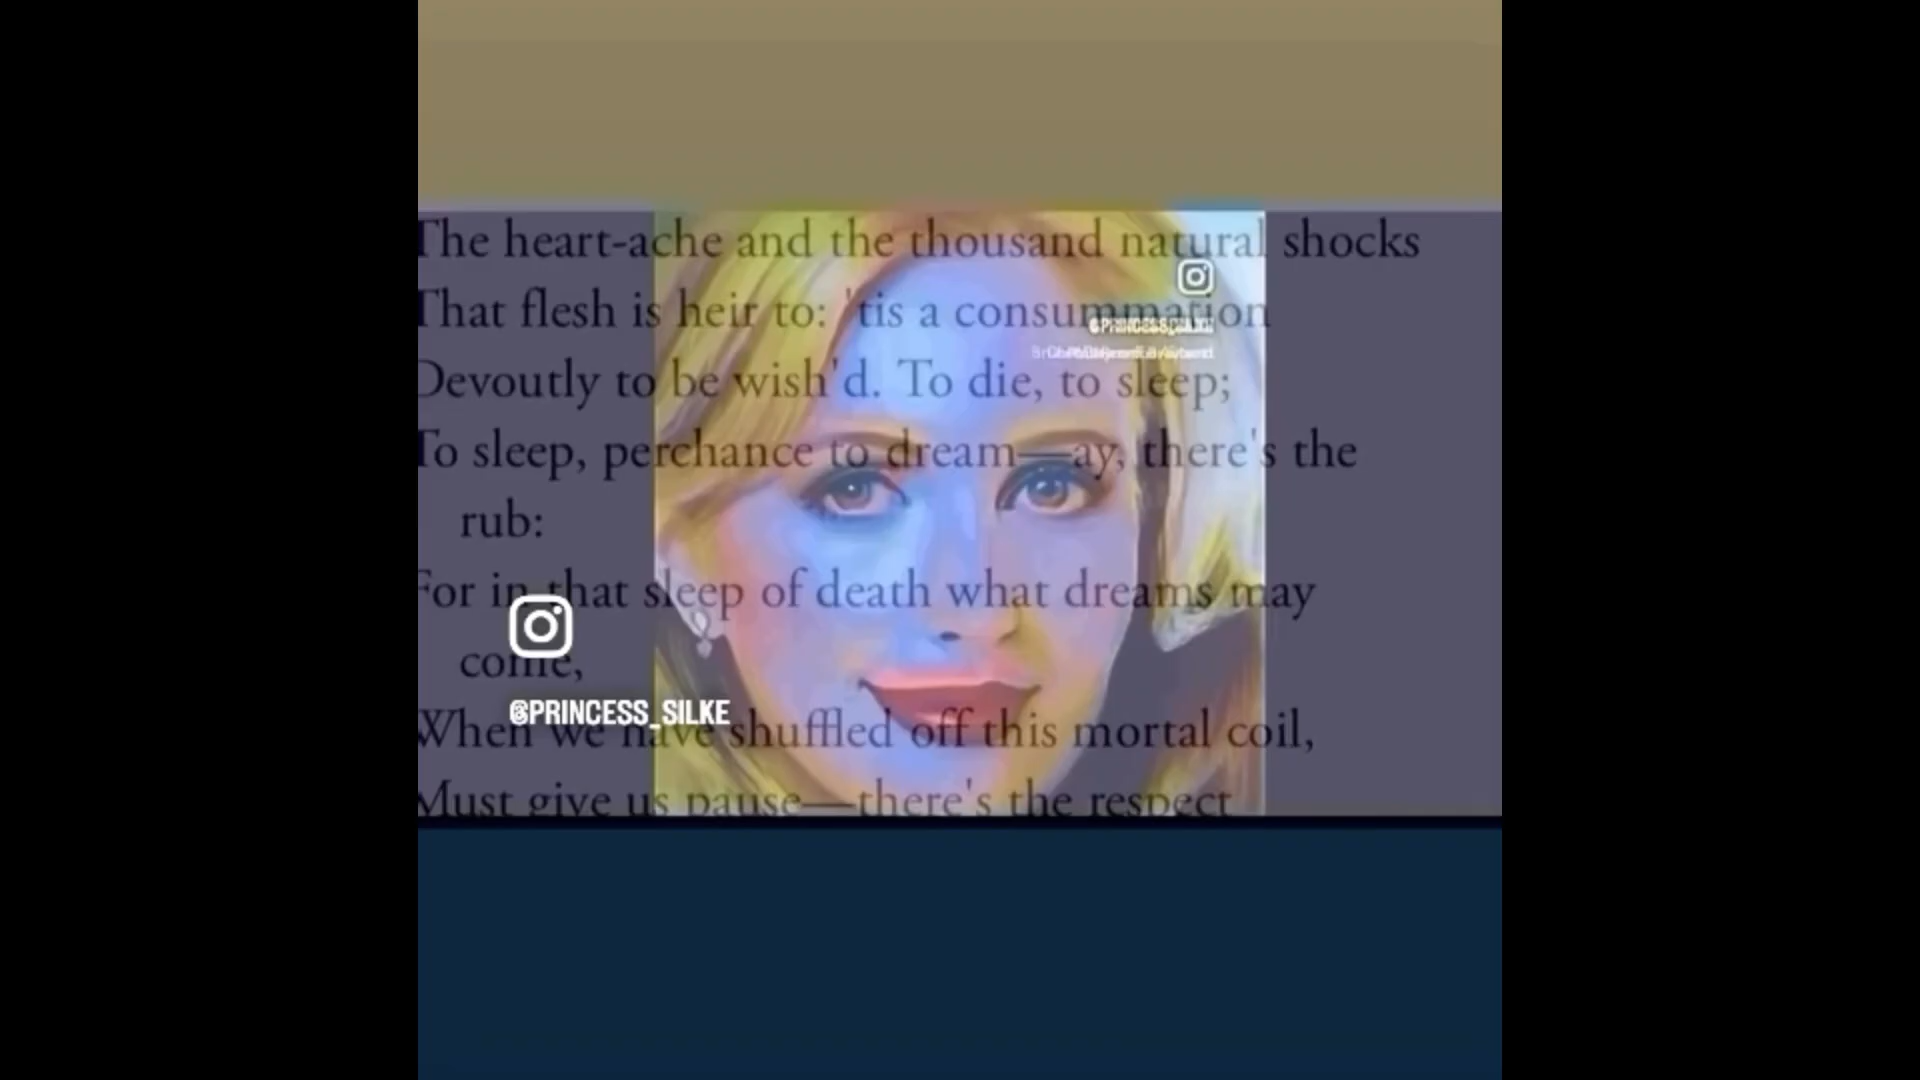 The heart-ache and the thousand natural shocks
That flesh is heir to: 'tis a consummation
Devoutly to be wish'd. To die, to sleep;
To sleep, perchance to dream—ay, there's the
rub:
For in that sleep of death what dreams may
come,
@PRINCESS_SILKE
When we have shuffled off this mortal coil,
Must give us pause—there's the respect